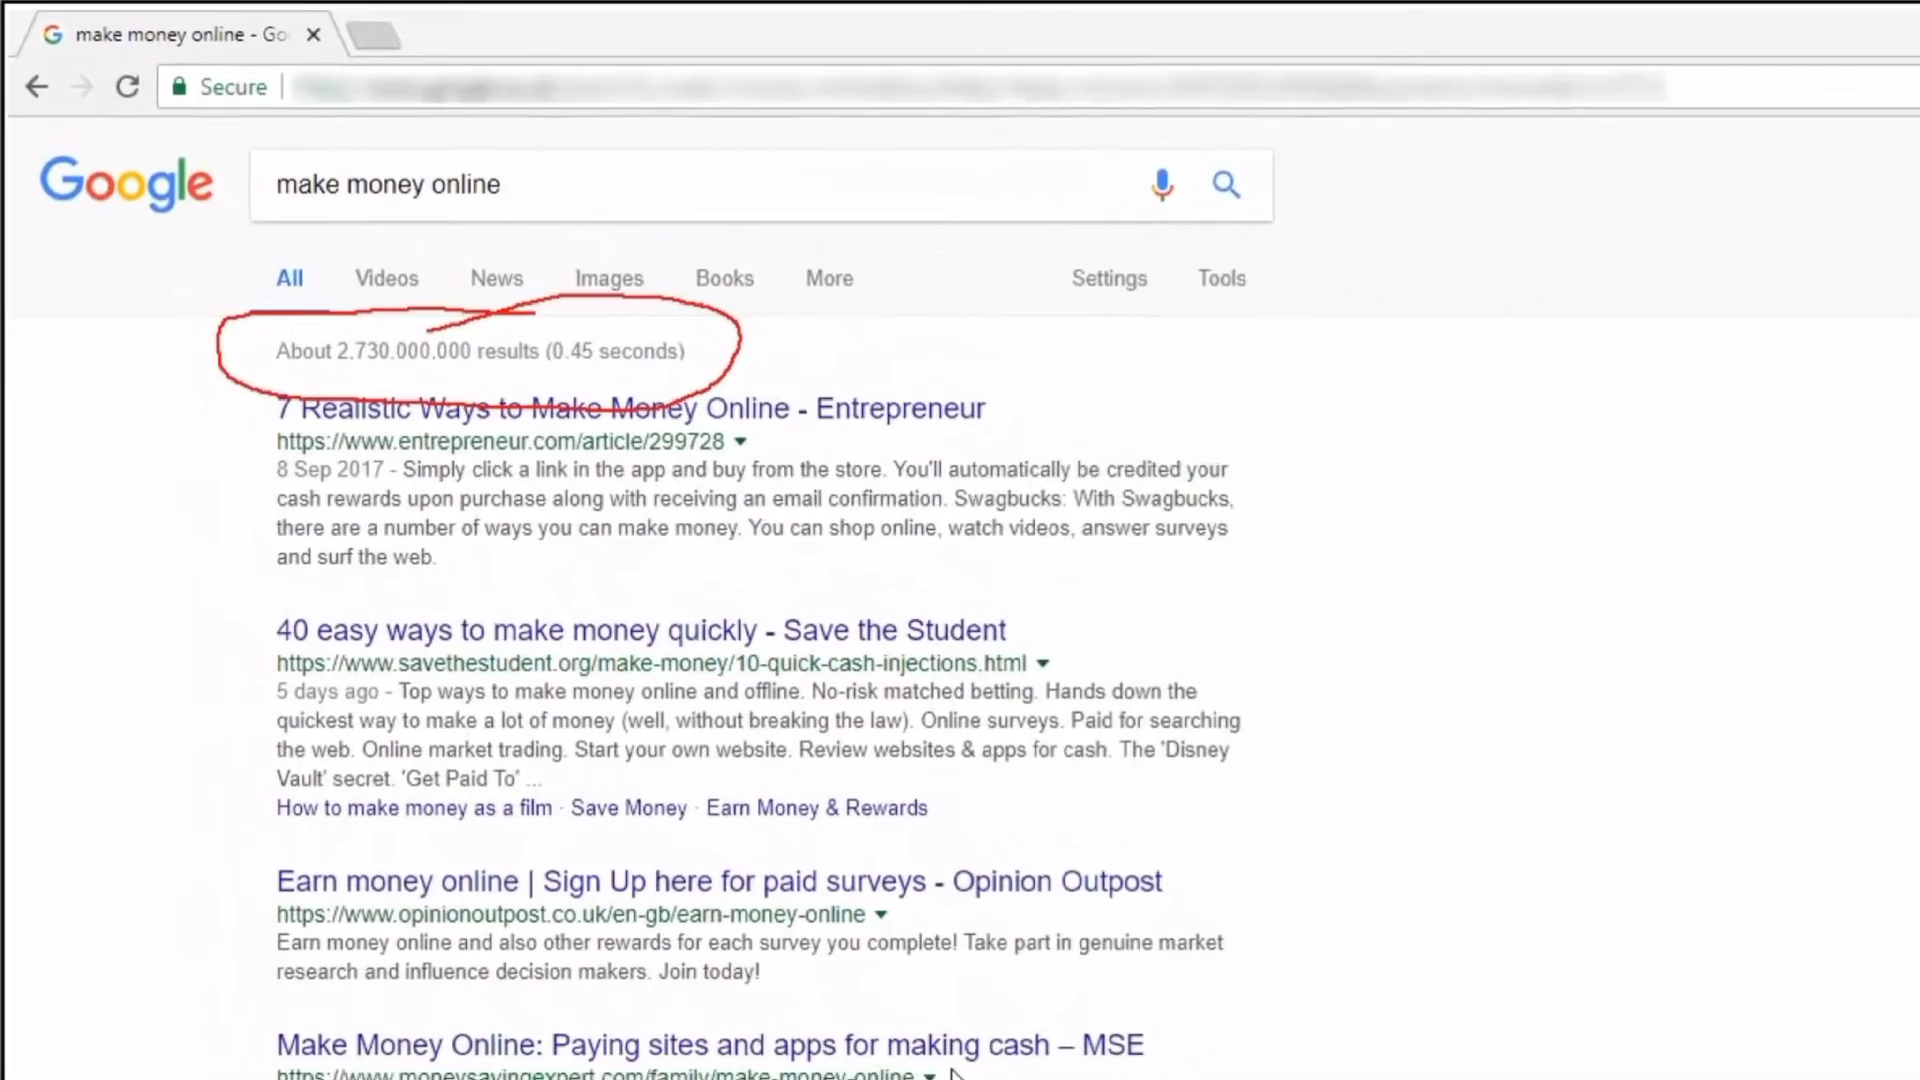 make money online - Go
Secure
Google
make money online
All Videos News Images Books More Settings Tools
About 2.730.000.000 results (0.45 seconds)
7 Realistic Ways to Make Money Online - Entrepreneur
https://www.entrepreneur.com/article/299728
8 Sep 2017 - Simply click a link in the app and buy from the store. You'll automatically be credited your
cash rewards upon purchase along with receiving an email confirmation. Swagbucks: With Swagbucks,
there are a number of ways you can make money. You can shop online, watch videos, answer surveys
and surf the web.
40 easy ways to make money quickly - Save the Student
https://www.savethestudent.org/make-money/10-quick-cash-injections.html
5 days ago - Top ways to make money online and offline. No-risk matched betting. Hands down the
quickest way to make a lot of money (well, without breaking the law). Online surveys. Paid for searching
the web. Online market trading. Start your own website. Review websites & apps for cash. The 'Disney
Vault' secret. 'Get Paid To' ...
How to make money as a film · Save Money · Earn Money & Rewards
Earn money online | Sign Up here for paid surveys - Opinion Outpost
https://www.opinionoutpost.co.uk/en-gb/earn-money-online
Earn money online and also other rewards for each survey you complete! Take part in genuine market
research and influence decision makers. Join today!
Make Money Online: Paying sites and apps for making cash – MSE
https://www.moneysavingexpert.com/family/make-money-online